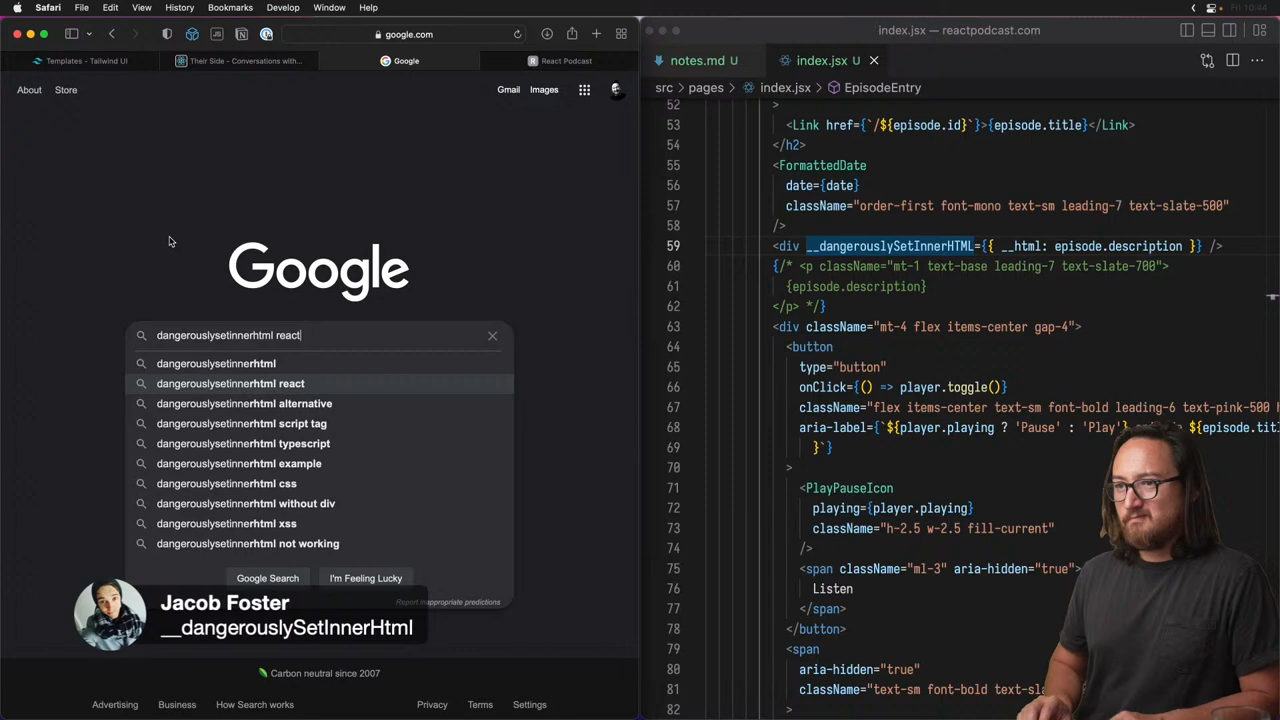 Safari File Edit View History Bookmarks Develop Window Help
Fri 10:44
google.com
Templates - Tailwind UI
Their Side - Conversations with...
Google
React Podcast
About Store
Gmail Images
Google
dangerouslysetinnerhtml react
dangerouslysetinnerhtml
dangerouslysetinnerhtml react
dangerouslysetinnerhtml alternative
dangerouslysetinnerhtml script tag
dangerouslysetinnerhtml typescript
dangerouslysetinnerhtml example
dangerouslysetinnerhtml css
dangerouslysetinnerhtml without div
dangerouslysetinnerhtml xss
dangerouslysetinnerhtml not working
Google Search I'm Feeling Lucky
Report inappropriate predictions
Jacob Foster
__dangerouslySetInnerHtml
Carbon neutral since 2007
Advertising Business How Search works Privacy Terms Settings
index.jsx — reactpodcast.com
notes.md U
index.jsx U
src > pages > index.jsx > EpisodeEntry
52 >
53 <Link href={`/${episode.id}`}>{episode.title}</Link>
54 </h2>
55 <FormattedDate
56 date={date}
57 className="order-first font-mono text-sm leading-7 text-slate-500"
58 />
59 <div __dangerouslySetInnerHTML={{ __html: episode.description }} />
60 {/* <p className="mt-1 text-base leading-7 text-slate-700">
61 {episode.description}
62 </p> */}
63 <div className="mt-4 flex items-center gap-4">
64 <button
65 type="button"
66 onClick={() => player.toggle()}
67 className="flex items-center text-sm font-bold leading-6 text-pink-500 h
68 aria-label={`${player.playing ? 'Pause' : 'Play'} ${episode.titl
69 }`}
70 >
71 <PlayPauseIcon
72 playing={player.playing}
73 className="h-2.5 w-2.5 fill-current"
74 />
75 <span className="ml-3" aria-hidden="true">
76 Listen
77 </span>
78 </button>
79 <span
80 aria-hidden="true"
81 className="text-sm font-bold text-sla
82 >